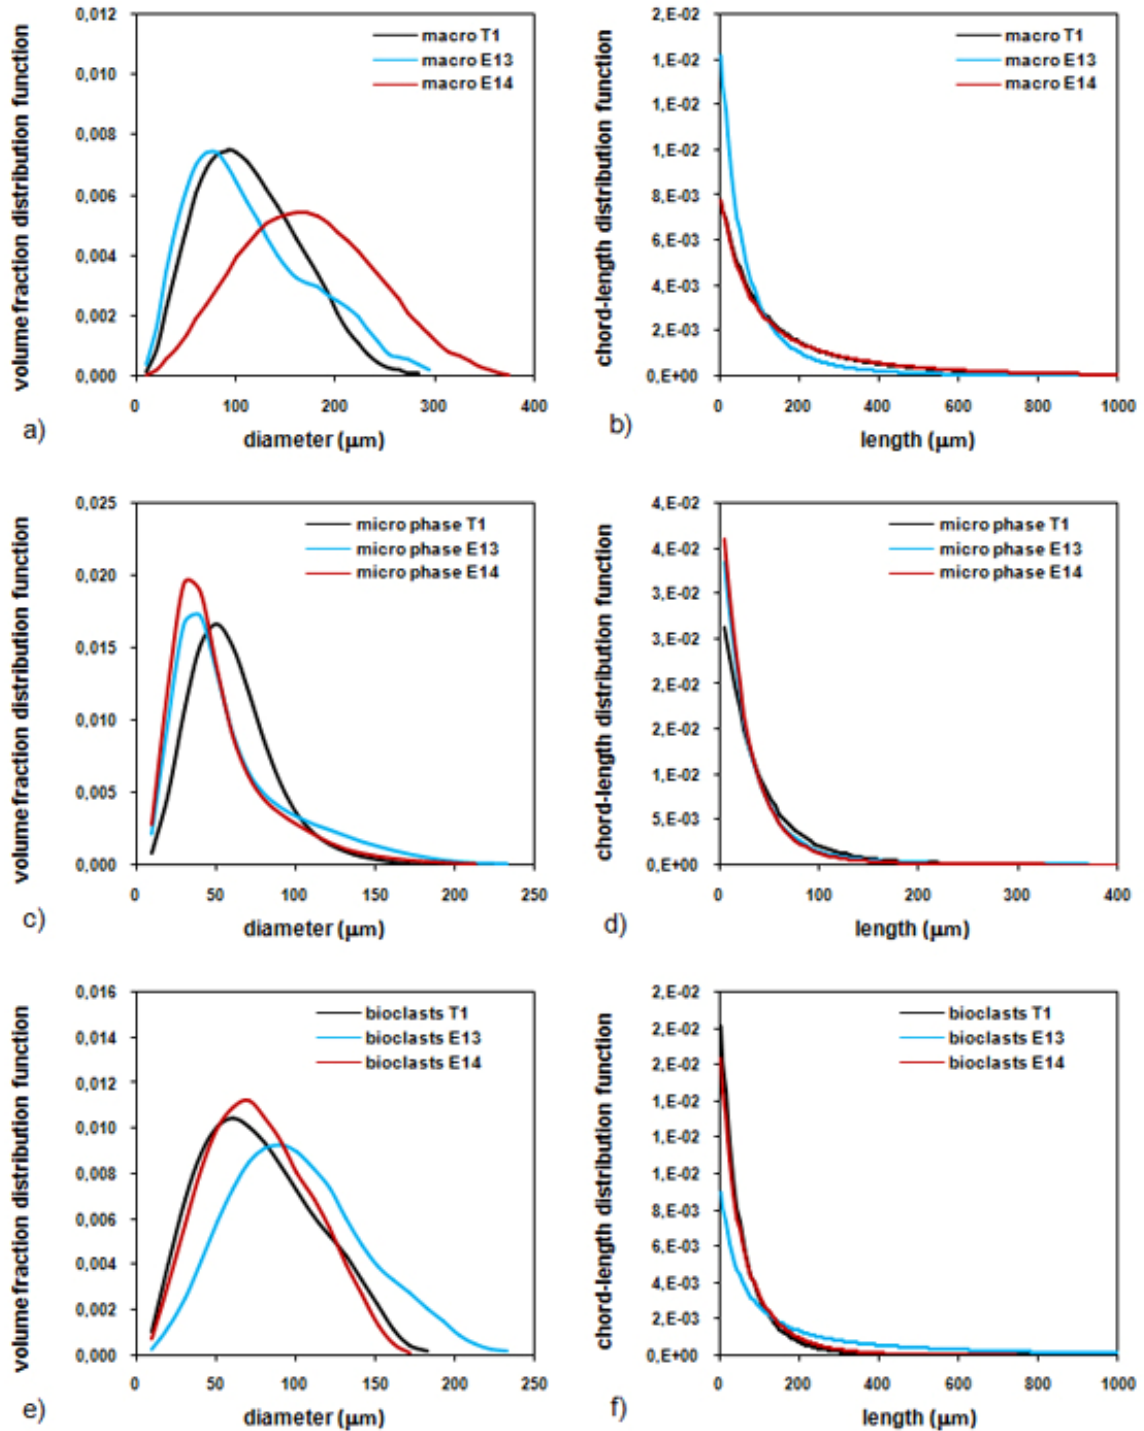 volume fraction distribution function
0,012
0,010
0,008
0,006
0,004
0,002
0,000
macro T1
macro E13
macro E14
0 100 200 300 400
diameter (μm)
a)
chord-length distribution function
2,E-02
1,E-02
1,E-02
1,E-02
8,E-03
6,E-03
4,E-03
2,E-03
0,E+00
macro T1
macro E13
macro E14
0 200 400 600 800 1000
length (μm)
b)
volume fraction distribution function
0,025
0,020
0,015
0,010
0,005
0,000
micro phase T1
micro phase E13
micro phase E14
0 50 100 150 200 250
diameter (μm)
c)
chord-length distribution function
4,E-02
4,E-02
3,E-02
3,E-02
2,E-02
2,E-02
1,E-02
5,E-03
0,E+00
micro phase T1
micro phase E13
micro phase E14
0 100 200 300 400
length (μm)
d)
volume fraction distribution function
0,016
0,014
0,012
0,010
0,008
0,006
0,004
0,002
0,000
bioclasts T1
bioclasts E13
bioclasts E14
0 50 100 150 200 250
diameter (μm)
e)
chord-length distribution function
2,E-02
2,E-02
2,E-02
1,E-02
1,E-02
1,E-02
8,E-03
6,E-03
4,E-03
2,E-03
0,E+00
bioclasts T1
bioclasts E13
bioclasts E14
0 200 400 600 800 1000
length (μm)
f)